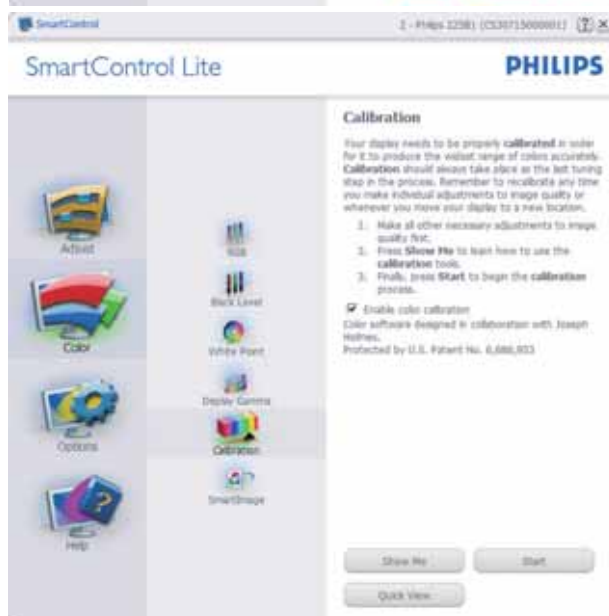 SmartControl
SmartControl Lite
PHILIPS
Adjust
Color
Options
Help
RGB
Black Level
White Point
Display Gamma
Calibration
SmartImage
Calibration
Your display needs to be properly calibrated in order
for it to produce the widest range of colors accurately.
Calibration should always take place as the last tuning
step in the process. Remember to recalibrate any time
you make individual adjustments to image quality or
whenever you move your display to a new location.
1. Make all other necessary adjustments to image
quality first.
2. Press Show Me to learn how to use the
calibration tools.
3. Finally, press Start to begin the calibration
process.
Enable color calibration
Color software designed in collaboration with Joseph
Holmes.
Protected by U.S. Patent No.
Show Me
Start
Quick View